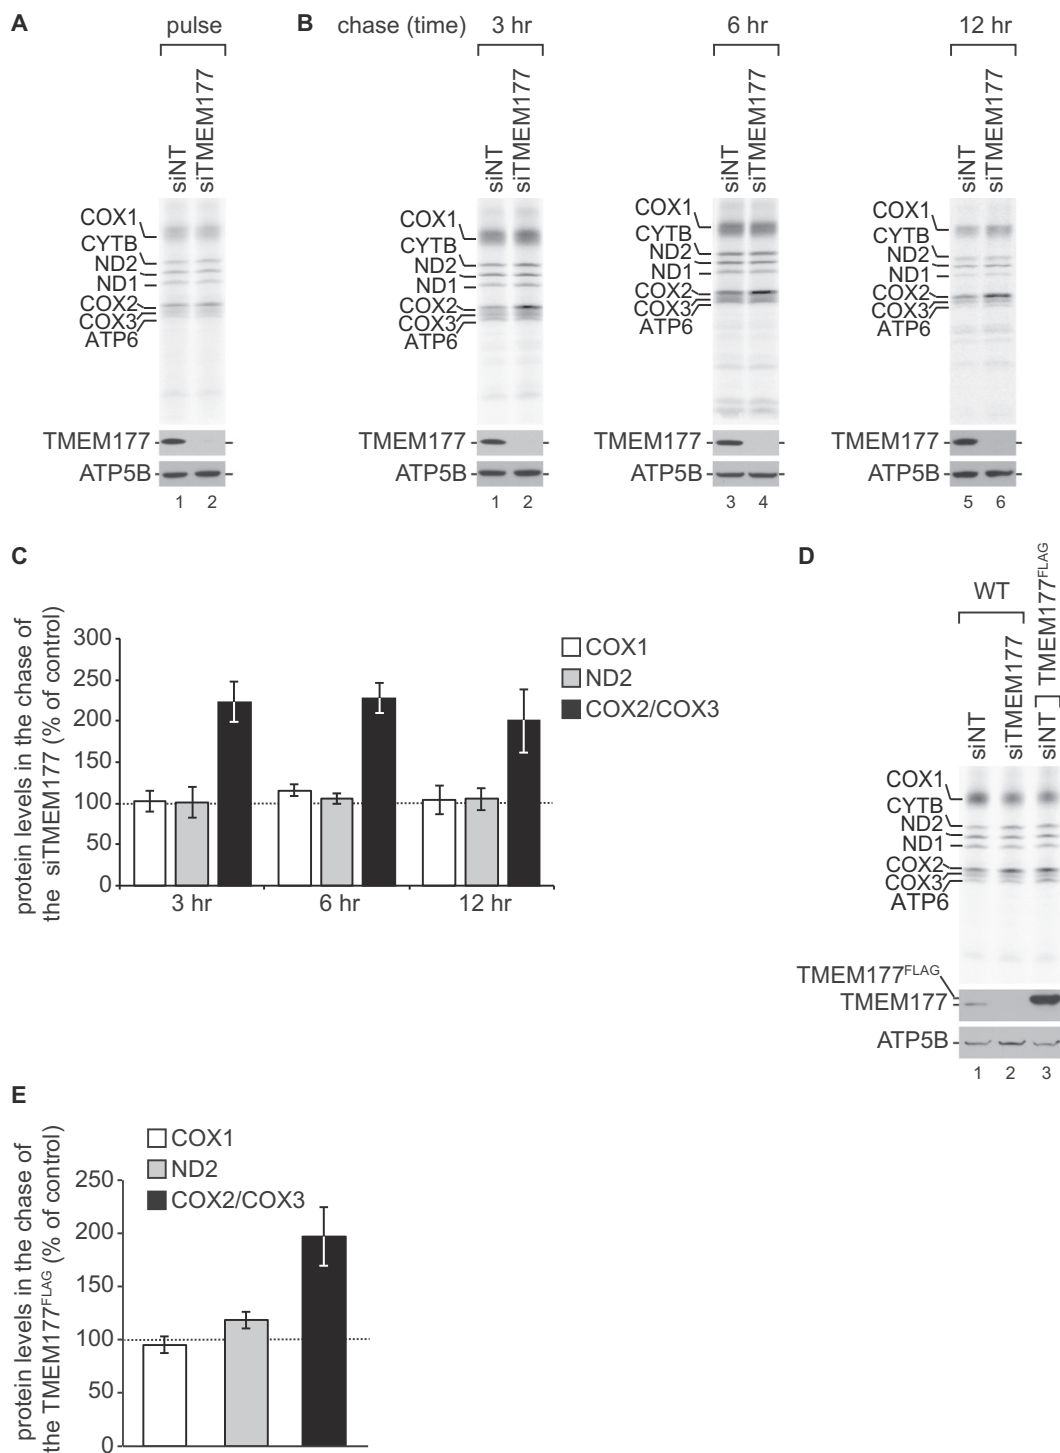 A
pulse
siNT
siTMEM177
COX1
CYTB
ND2
ND1
COX2
COX3
ATP6
TMEM177
ATP5B
1 2
B
chase (time) 3 hr 6 hr 12 hr
siNT
siTMEM177
COX1
CYTB
ND2
ND1
COX2
COX3
ATP6
TMEM177
ATP5B
1 2
siNT
siTMEM177
COX1
CYTB
ND2
ND1
COX2
COX3
ATP6
TMEM177
ATP5B
3 4
siNT
siTMEM177
COX1
CYTB
ND2
ND1
COX2
COX3
ATP6
TMEM177
ATP5B
5 6
C
protein levels in the chase of
the siTMEM177 (% of control)
300
250
200
150
100
50
0
3 hr 6 hr 12 hr
COX1
ND2
COX2/COX3
D
WT
siNT
siTMEM177
siNT ] TMEM177FLAG
COX1
CYTB
ND2
ND1
COX2
COX3
ATP6
TMEM177FLAG
TMEM177
ATP5B
1 2 3
E
protein levels in the chase of
the TMEM177FLAG (% of control)
COX1
ND2
COX2/COX3
250
200
150
100
50
0